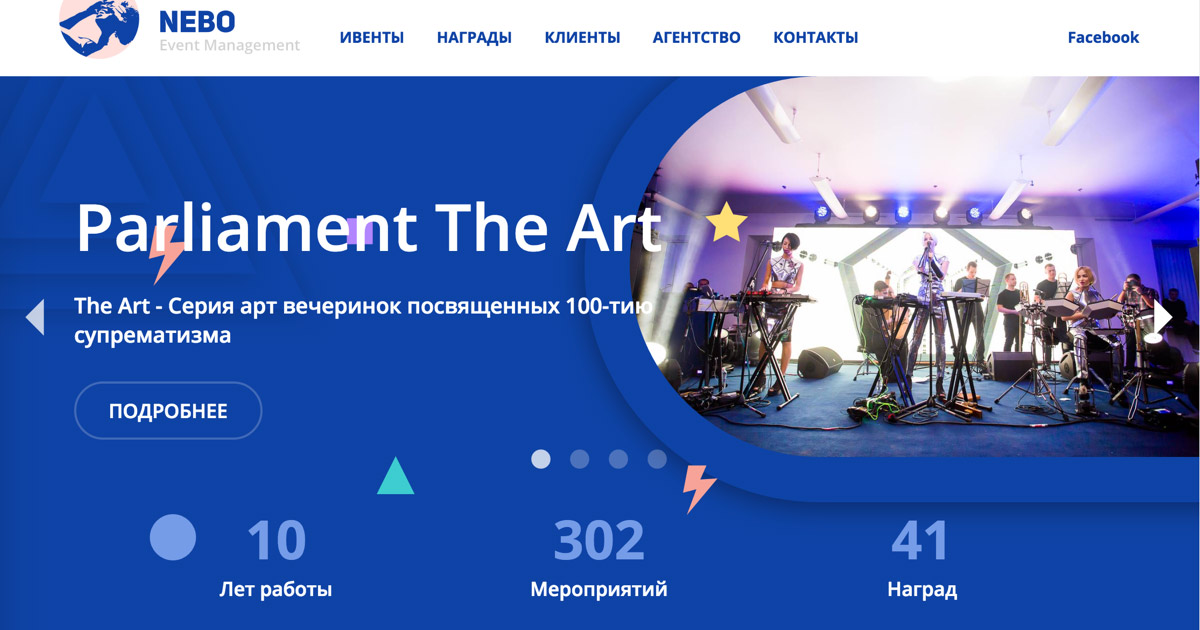 NEBO
Event Management
ИВЕНТЫ НАГРАДЫ КЛИЕНТЫ АГЕНТСТВО КОНТАКТЫ Facebook
Parliament The Art
The Art - Серия арт вечеринок посвященных 100-тию
супрематизма
ПОДРОБНЕЕ
10 302 41
Лет работы Мероприятий Наград